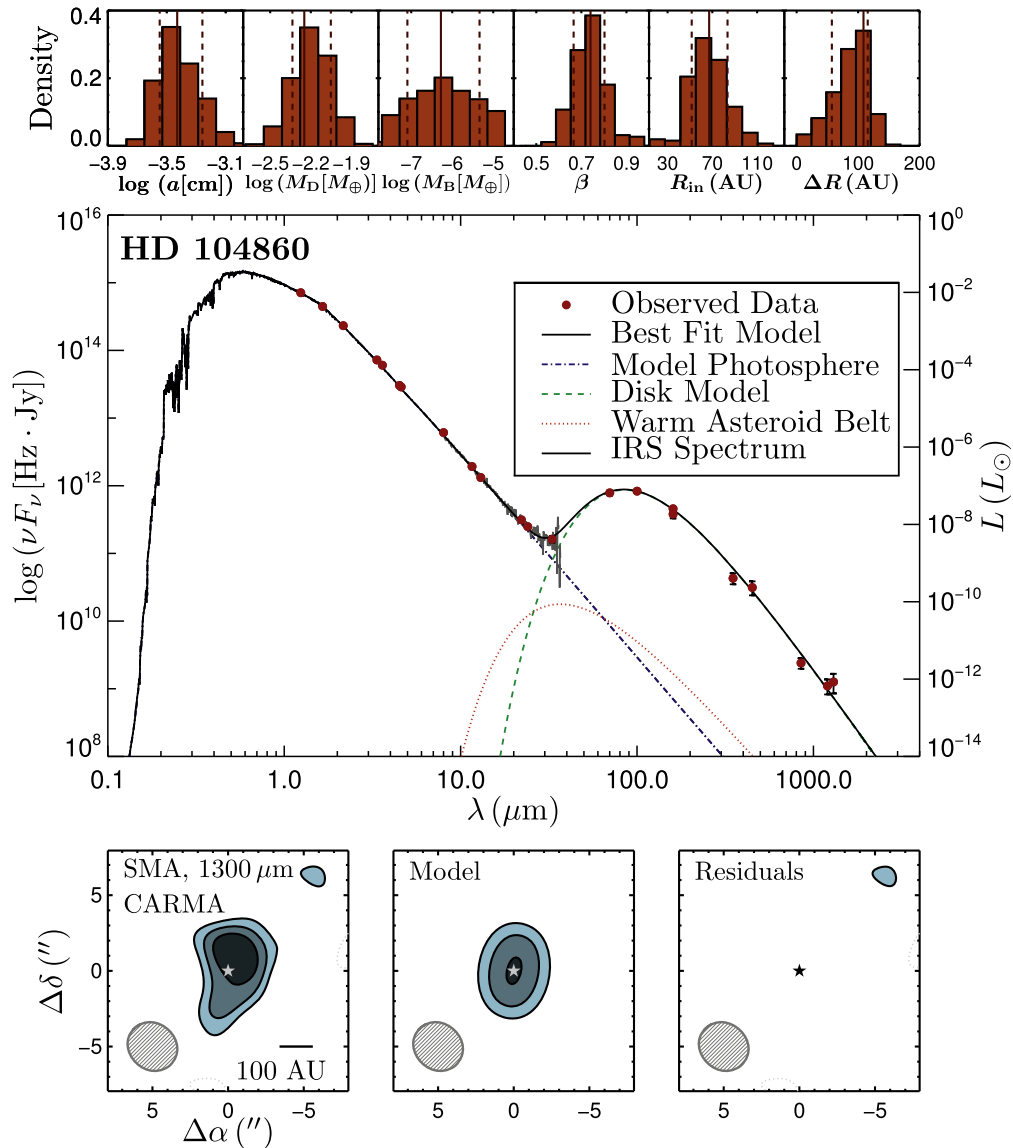 Density
0.4
0.2
0.0
−3.9 −3.5 −3.1
log (a[cm])
−2.5 −2.2 −1.9
log (M_D[M_⊕])
−7 −6 −5
log (M_B[M_⊕])
0.5 0.7 0.9
β
30 70 110
R_in (AU)
0 100 200
ΔR (AU)
HD 104860
log (νF_ν [Hz · Jy])
10^16
10^14
10^12
10^10
10^8
10^0
10^−2
10^−4
10^−6
10^−8
10^−10
10^−12
10^−14
L (L_⊙)
Observed Data
Best Fit Model
Model Photosphere
Disk Model
Warm Asteroid Belt
IRS Spectrum
0.1 1.0 10.0 100.0 1000.0
λ (μm)
SMA, 1300 μm
CARMA
Model
Residuals
Δδ (″)
5
0
−5
100 AU
5 0 −5
5 0 −5
5 0 −5
Δα (″)